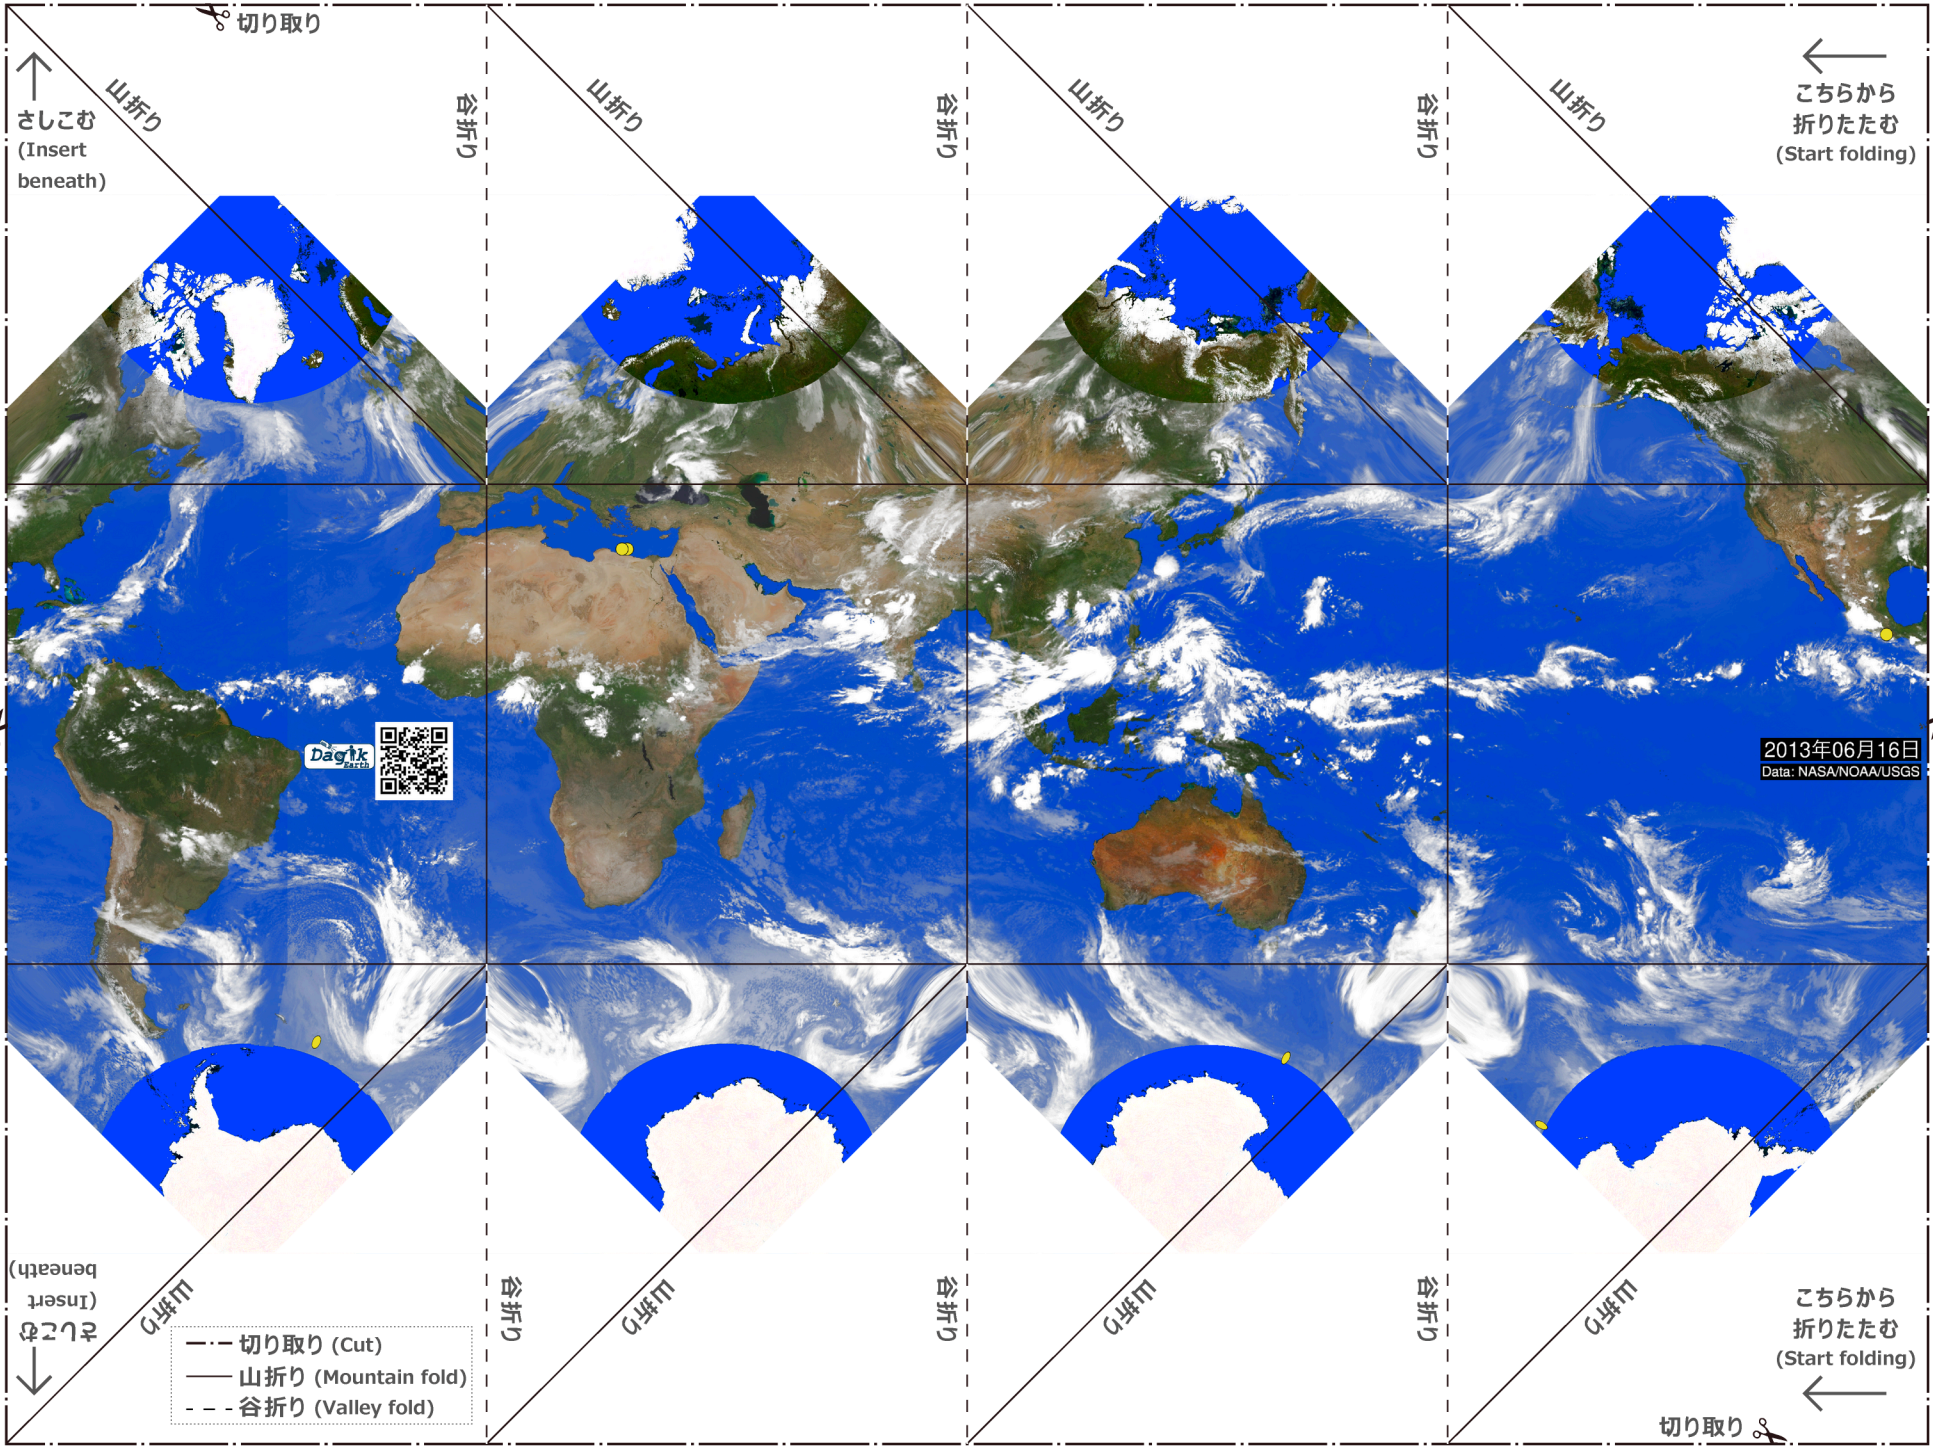 切り取り
さしこむ
(Insert
beneath)
山折り
谷折り
山折り
谷折り
山折り
谷折り
山折り
こちらから
折りたたむ
(Start folding)
Dagik
Earth
2013年06月16日
Data: NASA/NOAA/USGS
さしこむ
(Insert
beneath)
山折り
谷折り
山折り
谷折り
山折り
谷折り
山折り
こちらから
折りたたむ
(Start folding)
切り取り (Cut)
山折り (Mountain fold)
谷折り (Valley fold)
切り取り